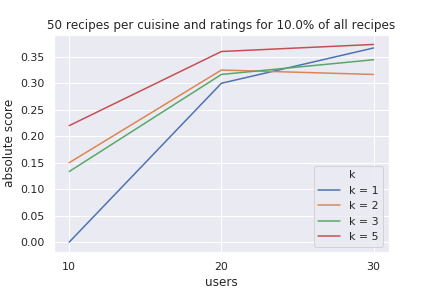 50 recipes per cuisine and ratings for 10.0% of all recipes
absolute score
0.35
0.30
0.25
0.20
0.15
0.10
0.05
0.00
k
k = 1
k = 2
k = 3
k = 5
10 20 30
users